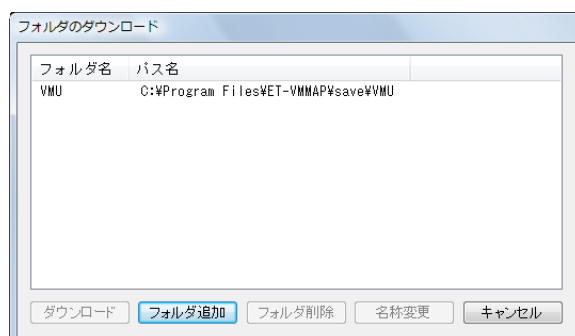 フォルダのダウンロード
フォルダ名 パス名
VMU C:¥Program Files¥ET-VMMAP¥save¥VMU
ダウンロード フォルダ追加 フォルダ削除 名称変更 キャンセル